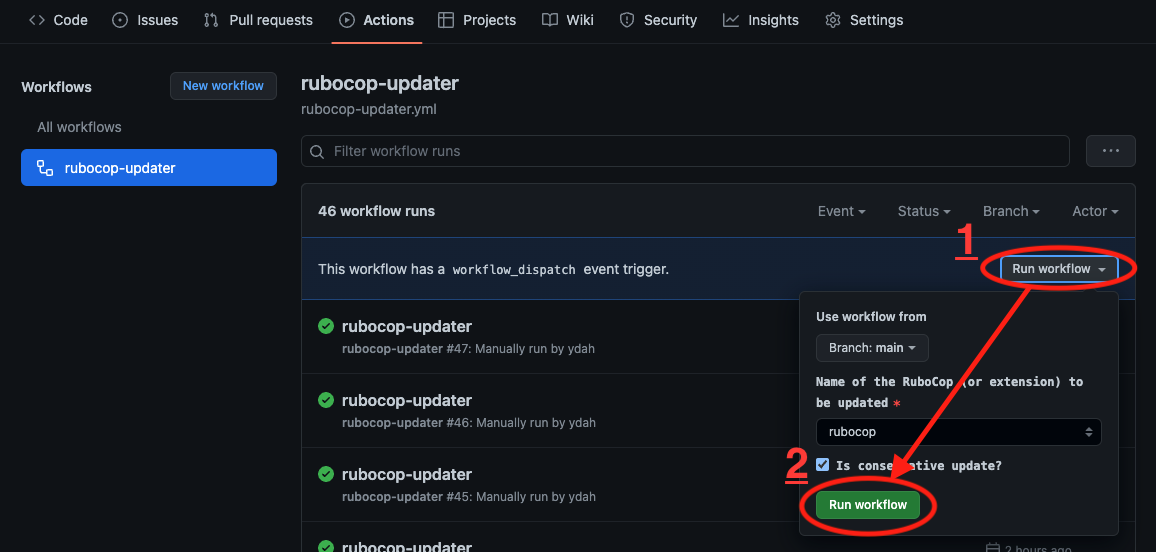 Code Issues Pull requests Actions Projects Wiki Security Insights Settings
Workflows New workflow
All workflows
rubocop-updater
rubocop-updater
rubocop-updater.yml
Filter workflow runs ...
46 workflow runs Event Status Branch Actor
1
This workflow has a workflow_dispatch event trigger. Run workflow
rubocop-updater
rubocop-updater #47: Manually run by ydah
rubocop-updater
rubocop-updater #46: Manually run by ydah
rubocop-updater
rubocop-updater #45: Manually run by ydah
rubocop-updater
Use workflow from
Branch: main
Name of the RuboCop (or extension) to
be updated *
rubocop
2
Is conservative update?
Run workflow
2 hours ago